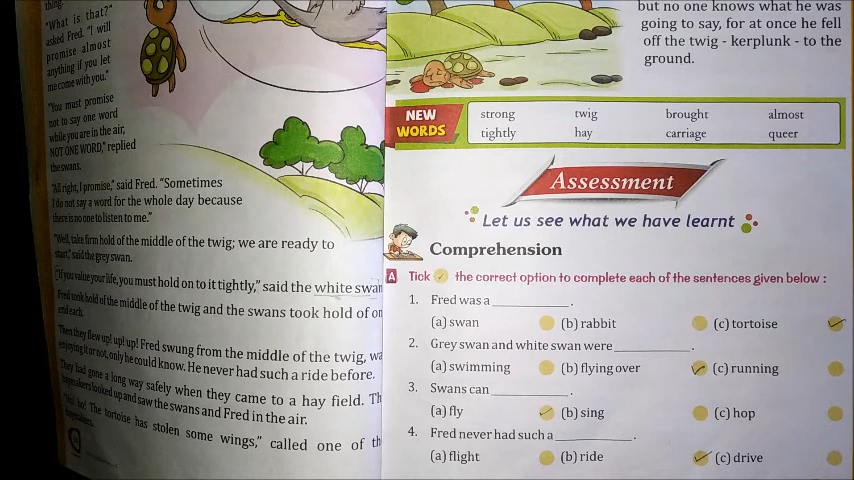 thing.
"What is that?"
asked Fred. "I will
promise almost
anything if you let
me come with you."
"You must promise
not to say one word
while you are in the air,
NOT ONE WORD," replied
the swans.
"All right, I promise," said Fred. "Sometimes
I do not say a word for the whole day because
there is no one to listen to me."
"Well, take firm hold of the middle of the twig; we are ready to
start," said the grey swan.
"If you value your life, you must hold on to it tightly," said the white swan
Fred took hold of the middle of the twig and the swans took hold of on
end each.
Then they flew up! up! up! Fred swung from the middle of the twig, wa
enjoying it or not, only he could know. He never had such a ride before.
They had gone a long way safely when they came to a hay field. Th
haymakers looked up and saw the swans and Fred in the air.
ho! The tortoise has stolen some wings," called one of th
haymakers.
but no one knows what he was
going to say, for at once he fell
off the twig - kerplunk - to the
ground.
NEW WORDS
strong twig brought almost
tightly hay carriage queer
Assessment
Let us see what we have learnt
Comprehension
A Tick ✓ the correct option to complete each of the sentences given below :
1. Fred was a __________ .
(a) swan (b) rabbit (c) tortoise ✓
2. Grey swan and white swan were __________ .
(a) swimming (b) flying over ✓ (c) running
3. Swans can __________ .
(a) fly ✓ (b) sing (c) hop
4. Fred never had such a __________ .
(a) flight (b) ride ✓ (c) drive